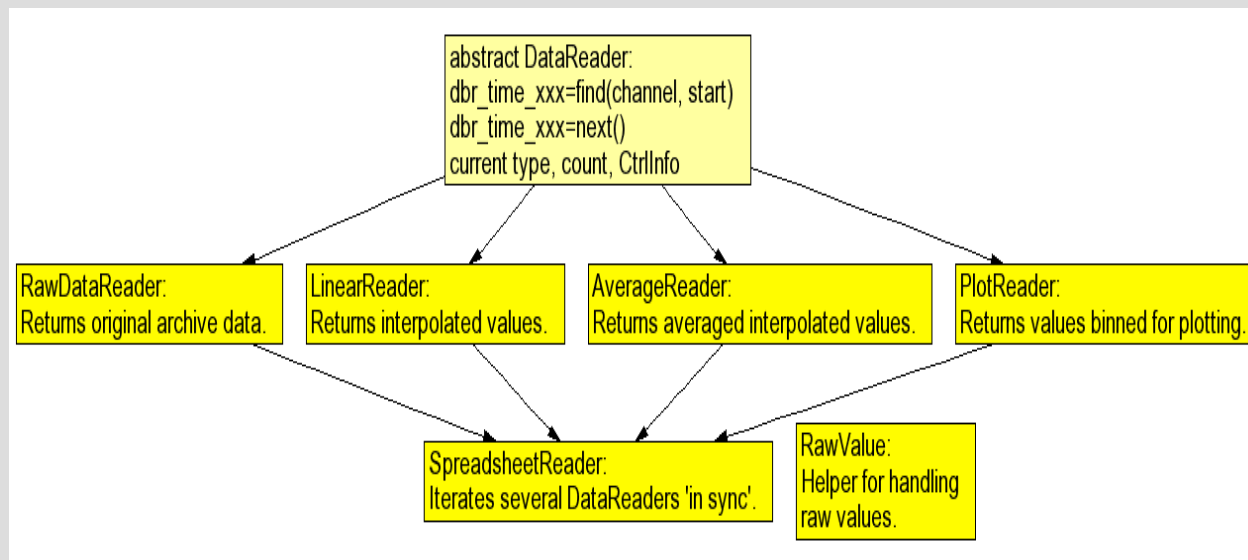 abstract DataReader:
dbr_time_xxx=find(channel, start)
dbr_time_xxx=next()
current type, count, CtrlInfo
RawDataReader:
Returns original archive data.
LinearReader:
Returns interpolated values.
AverageReader:
Returns averaged interpolated values.
PlotReader:
Returns values binned for plotting.
SpreadsheetReader:
Iterates several DataReaders 'in sync'.
RawValue:
Helper for handling
raw values.